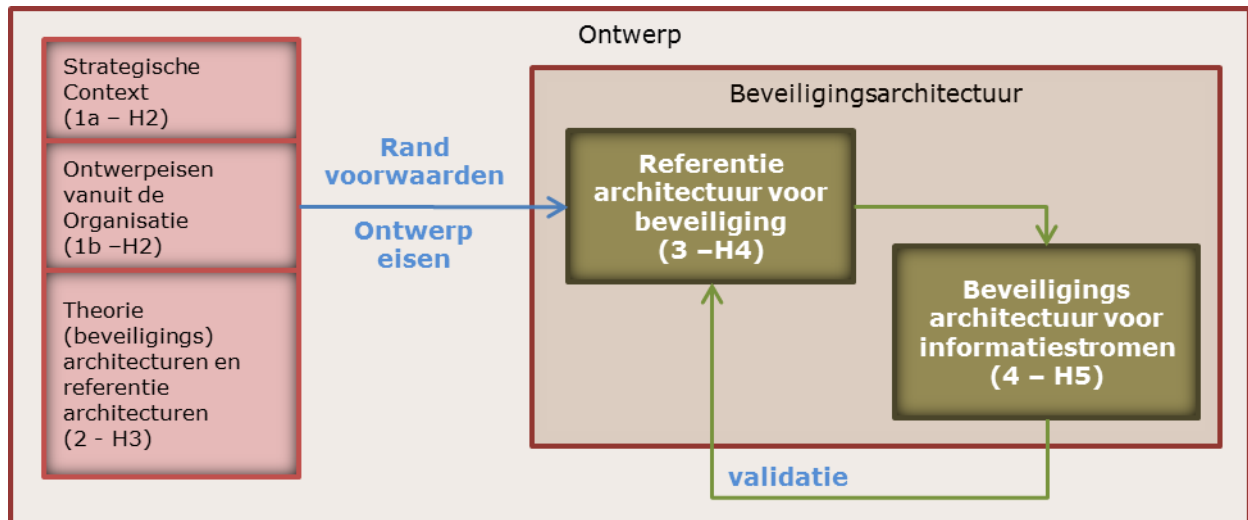 Ontwerp
Strategische
Context
(1a – H2)
Ontwerpeisen
vanuit de
Organisatie
(1b –H2)
Theorie
(beveiligings)
architecturen en
referentie
architecturen
(2 - H3)
Rand
voorwaarden
Ontwerp
eisen
Beveiligingsarchitectuur
Referentie
architectuur voor
beveiliging
(3 –H4)
Beveiligings
architectuur voor
informatiestromen
(4 – H5)
validatie